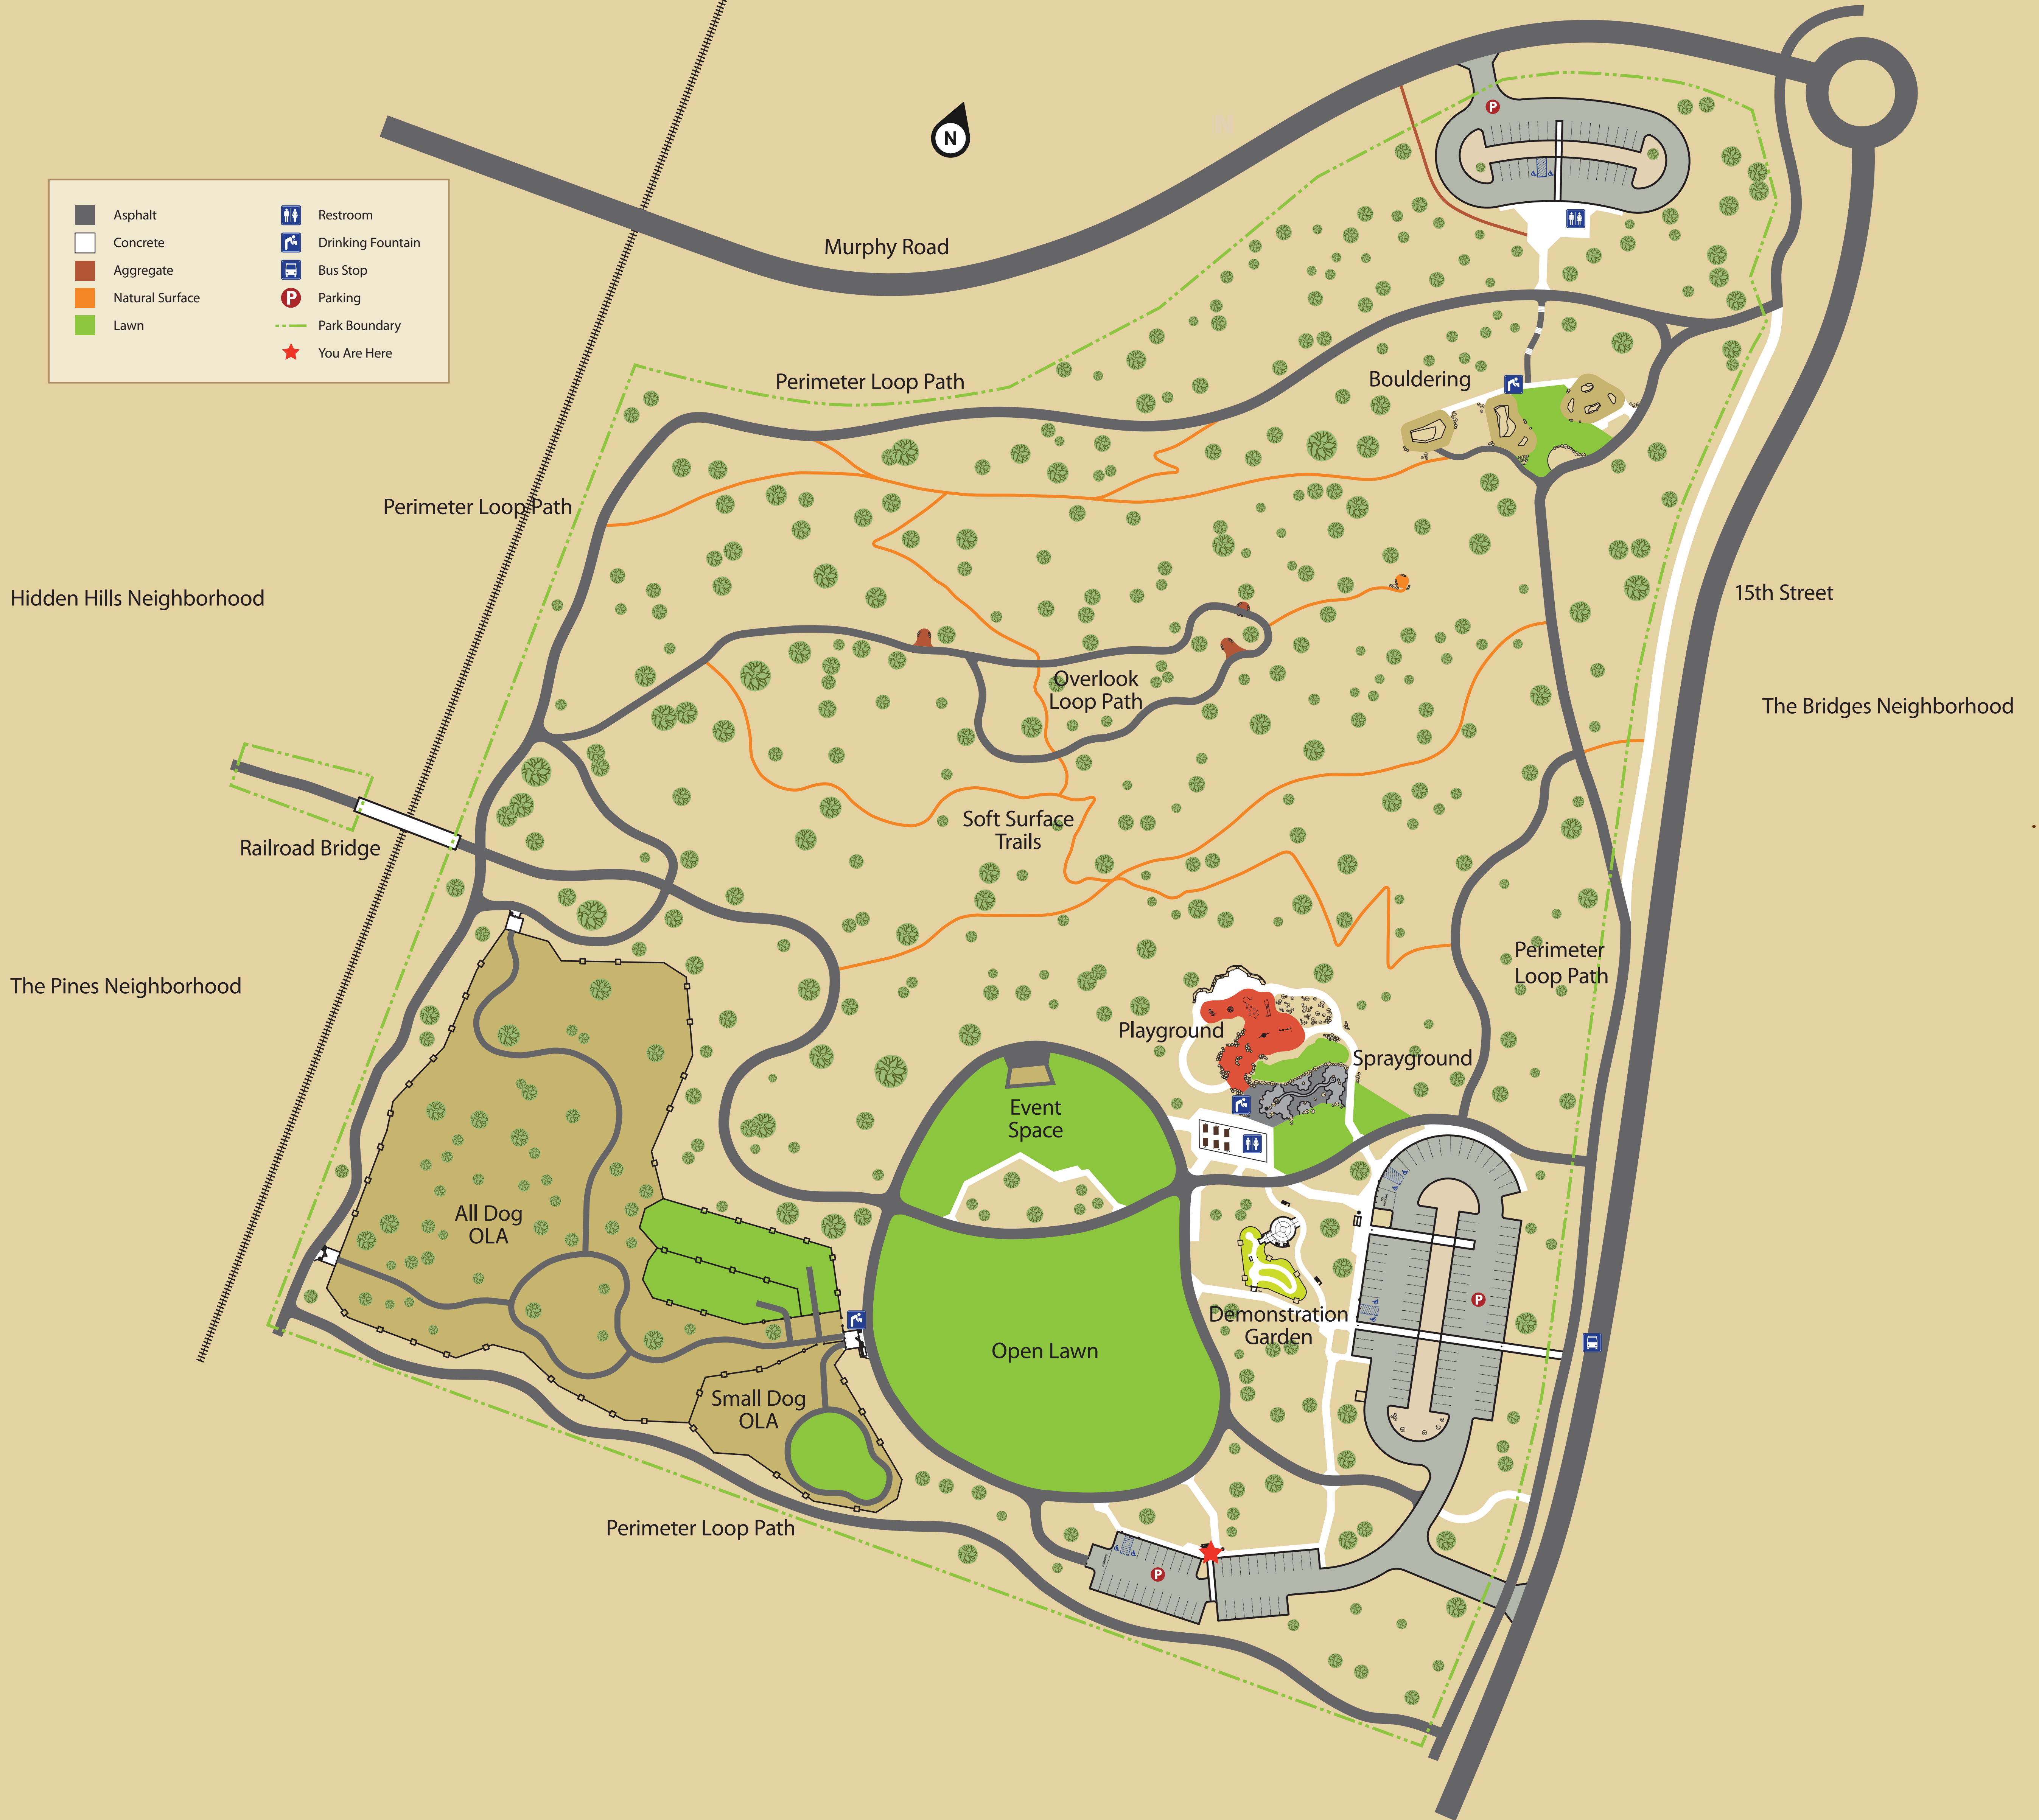 N
Murphy Road
Asphalt
Concrete
Aggregate
Natural Surface
Lawn
Restroom
Drinking Fountain
Bus Stop
P Parking
Park Boundary
You Are Here
P
Perimeter Loop Path
Bouldering
Perimeter Loop Path
Hidden Hills Neighborhood
15th Street
Overlook
Loop Path
The Bridges Neighborhood
Soft Surface
Trails
Railroad Bridge
The Pines Neighborhood
Perimeter
Loop Path
Playground
Sprayground
Event
Space
All Dog
OLA
Demonstration
Garden
P
Open Lawn
Small Dog
OLA
Perimeter Loop Path
P